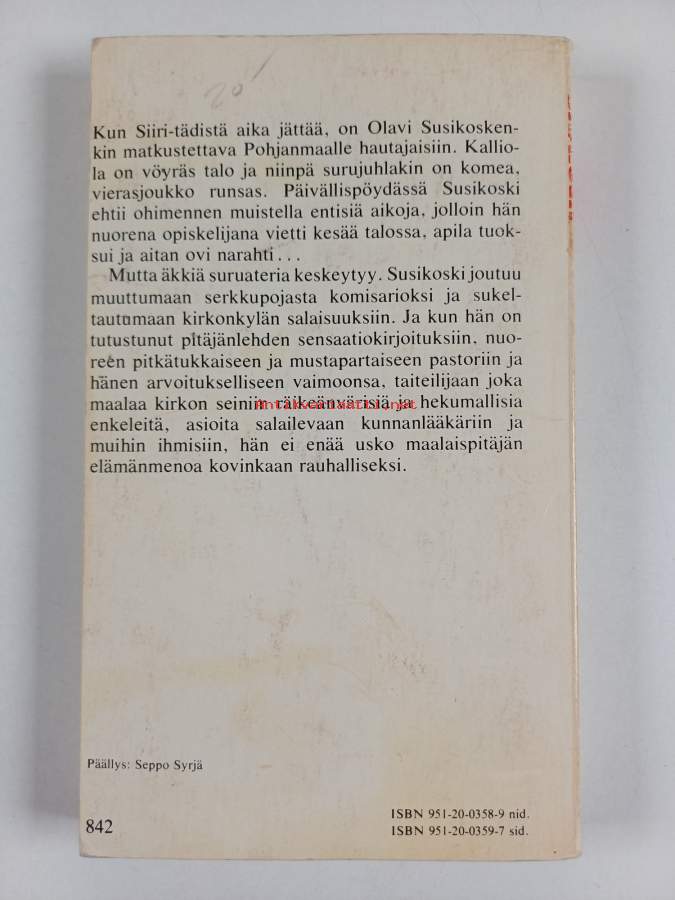 20
Kun Siiri-tädistä aika jättää, on Olavi Susikosken-
kin matkustettava Pohjanmaalle hautajaisiin. Kallio-
la on vöyräs talo ja niinpä surujuhlakin on komea,
vierasjoukko runsas. Päivällispöydässä Susikoski
ehtii ohimennen muistella entisiä aikoja, jolloin hän
nuorena opiskelijana vietti kesää talossa, apila tuok-
sui ja aitan ovi narahti...
Mutta äkkiä suruateria keskeytyy. Susikoski joutuu
muuttumaan serkkupojasta komisarioksi ja sukel-
tautumaan kirkonkylän salaisuuksiin. Ja kun hän on
tutustunut pitäjänlehden sensaatiokirjoituksiin, nuo-
reen pitkätukkaiseen ja mustapartaiseen pastoriin ja
hänen arvoitukselliseen vaimoonsa, taiteilijaan joka
maalaa kirkon seiniin räikeänvärisiä ja hekumallisia
enkeleitä, asioita salailevaan kunnanlääkäriin ja
muihin ihmisiin, hän ei enää usko maalaispitäjän
elämänmenoa kovinkaan rauhalliseksi.
Antikvariaatti.net
Päällys: Seppo Syrjä
842
ISBN 951-20-0358-9 nid.
ISBN 951-20-0359-7 sid.